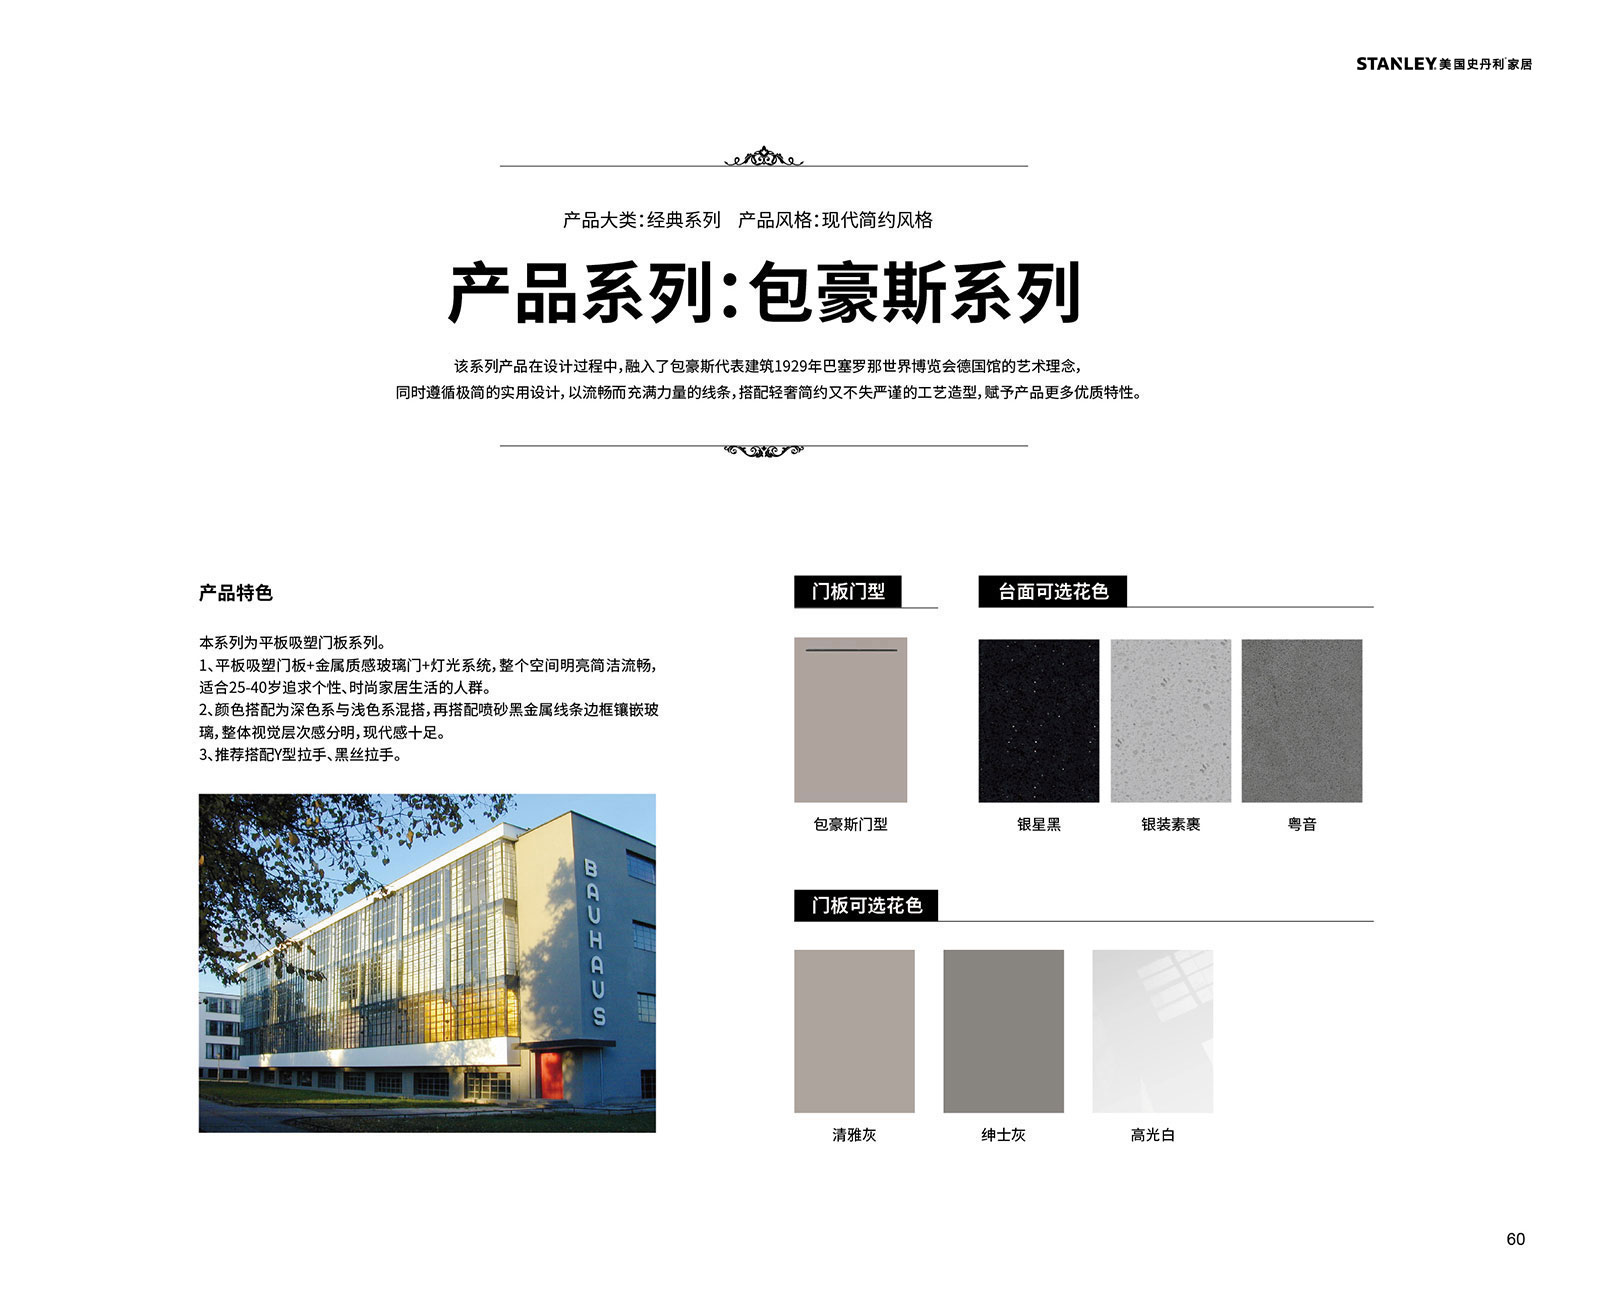 STANLEY.美国史丹利家居
产品大类：经典系列 产品风格：现代简约风格
产品系列：包豪斯系列
该系列产品在设计过程中，融入了包豪斯代表建筑1929年巴塞罗那世界博览会德国馆的艺术理念，
同时遵循极简的实用设计，以流畅而充满力量的线条，搭配轻奢简约又不失严谨的工艺造型，赋予产品更多优质特性。
产品特色
本系列为平板吸塑门板系列。
1、平板吸塑门板+金属质感玻璃门+灯光系统，整个空间明亮简洁流畅，
适合25-40岁追求个性、时尚家居生活的人群。
2、颜色搭配为深色系与浅色系混搭，再搭配喷砂黑金属线条边框镶嵌玻
璃，整体视觉层次感分明，现代感十足。
3、推荐搭配Y型拉手、黑丝拉手。
BAUHAUS
门板门型
包豪斯门型
台面可选花色
银星黑
银装素裹
粤音
门板可选花色
清雅灰
绅士灰
高光白
60